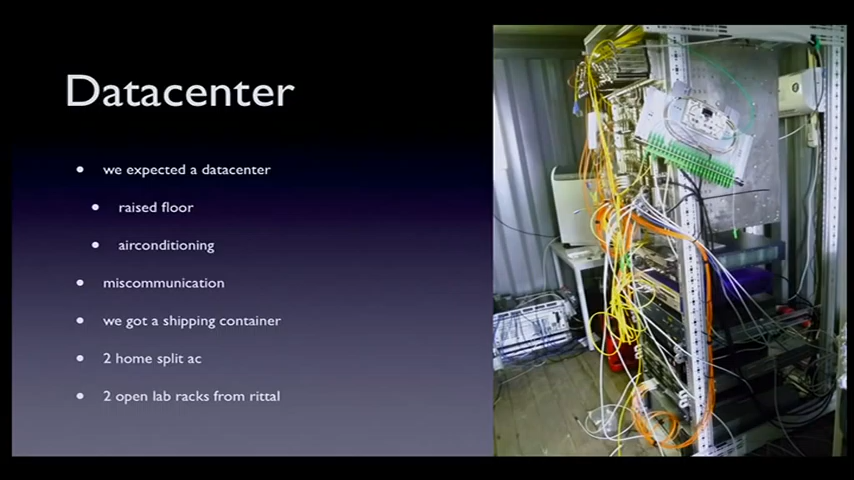 Datacenter
we expected a datacenter
raised floor
airconditioning
miscommunication
we got a shipping container
2 home split ac
2 open lab racks from rittal